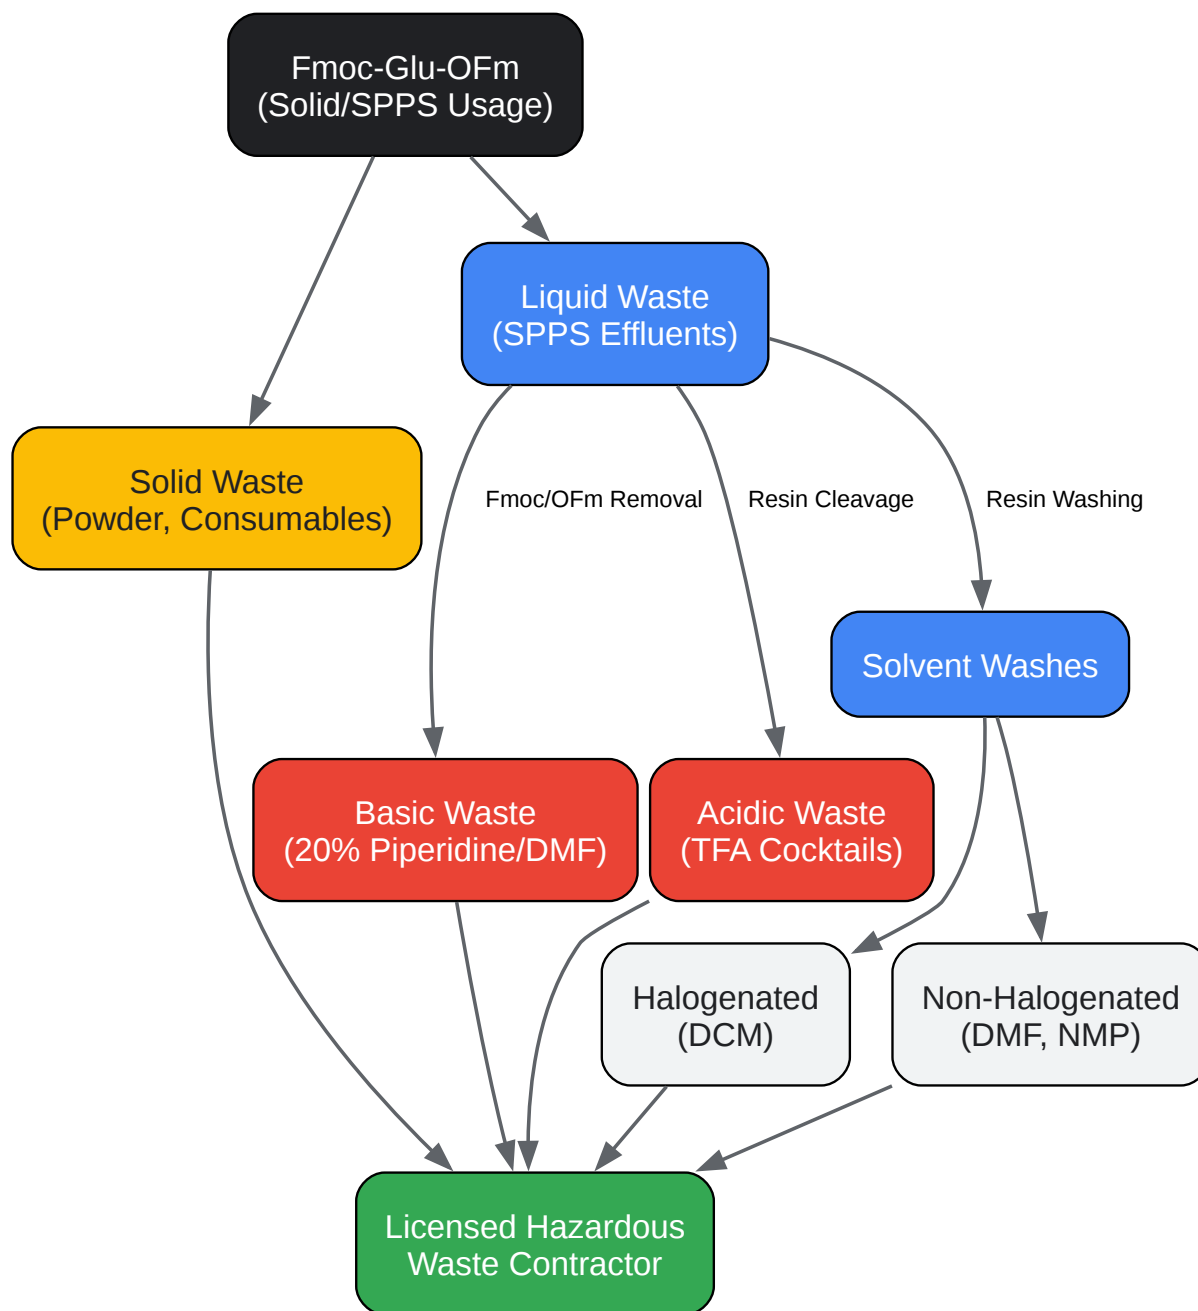 Fmoc-Glu-OFm
(Solid/SPPS Usage)
Liquid Waste
(SPPS Effluents)
Solid Waste
(Powder, Consumables)
Fmoc/OFm Removal
Resin Cleavage
Resin Washing
Solvent Washes
Basic Waste
(20% Piperidine/DMF)
Acidic Waste
(TFA Cocktails)
Halogenated
(DCM)
Non-Halogenated
(DMF, NMP)
Licensed Hazardous
Waste Contractor